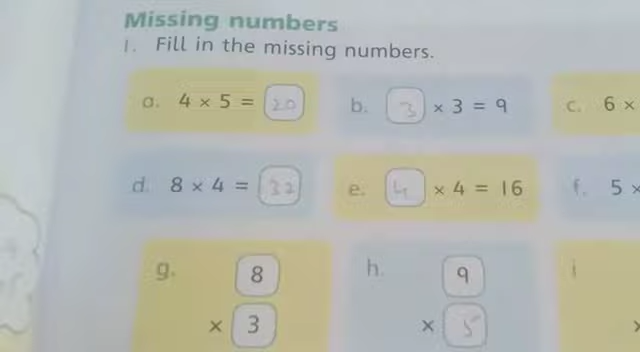 Missing numbers
1. Fill in the missing numbers.
a. 4 × 5 = 20
b. 3 × 3 = 9
c. 6 ×
d. 8 × 4 = 32
e. 4 × 4 = 16
f. 5 ×
g. 8
× 3
h. 9
× 5
i
×